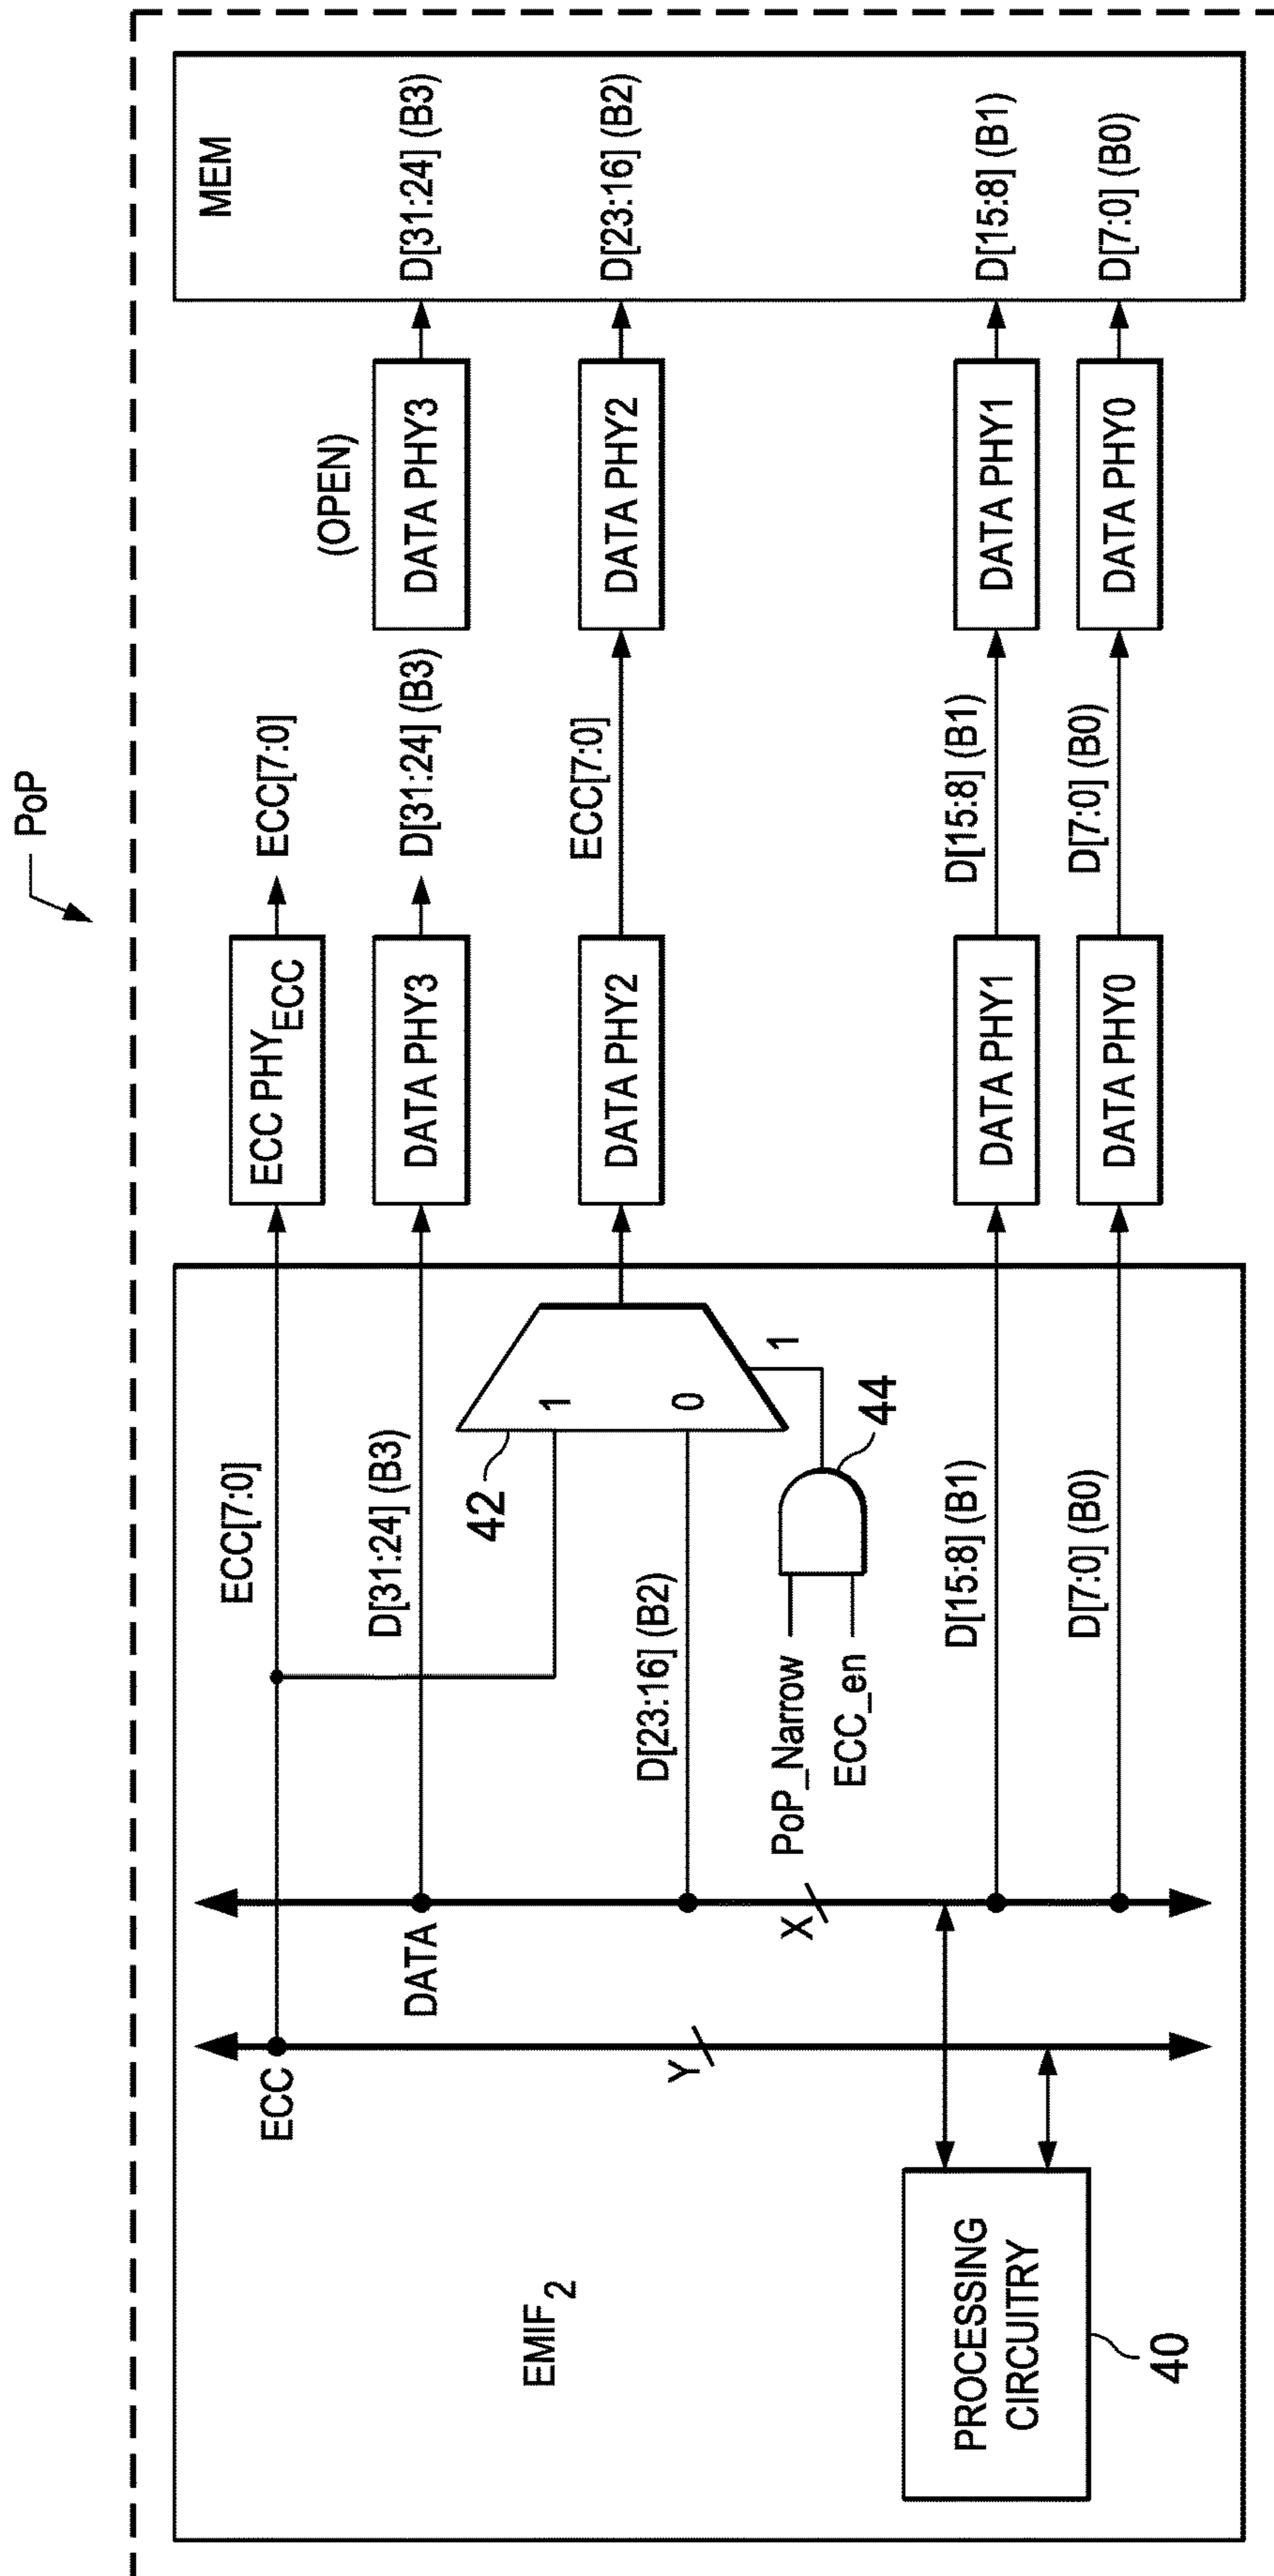 PoP
MEM
D[31:24] (B3)
D[23:16] (B2)
D[15:8] (B1)
D[7:0] (B0)
(OPEN)
DATA PHY3
DATA PHY2
DATA PHY1
DATA PHY0
ECC[7:0]
D[31:24] (B3)
ECC[7:0]
D[15:8] (B1)
D[7:0] (B0)
ECC PHYECC
DATA PHY3
DATA PHY2
DATA PHY1
DATA PHY0
ECC[7:0]
D[31:24] (B3)
42
1
0
1
44
D[23:16] (B2)
PoP_Narrow
ECC_en
D[15:8] (B1)
D[7:0] (B0)
DATA
X
ECC
Y
EMIF2
PROCESSING
CIRCUITRY
40